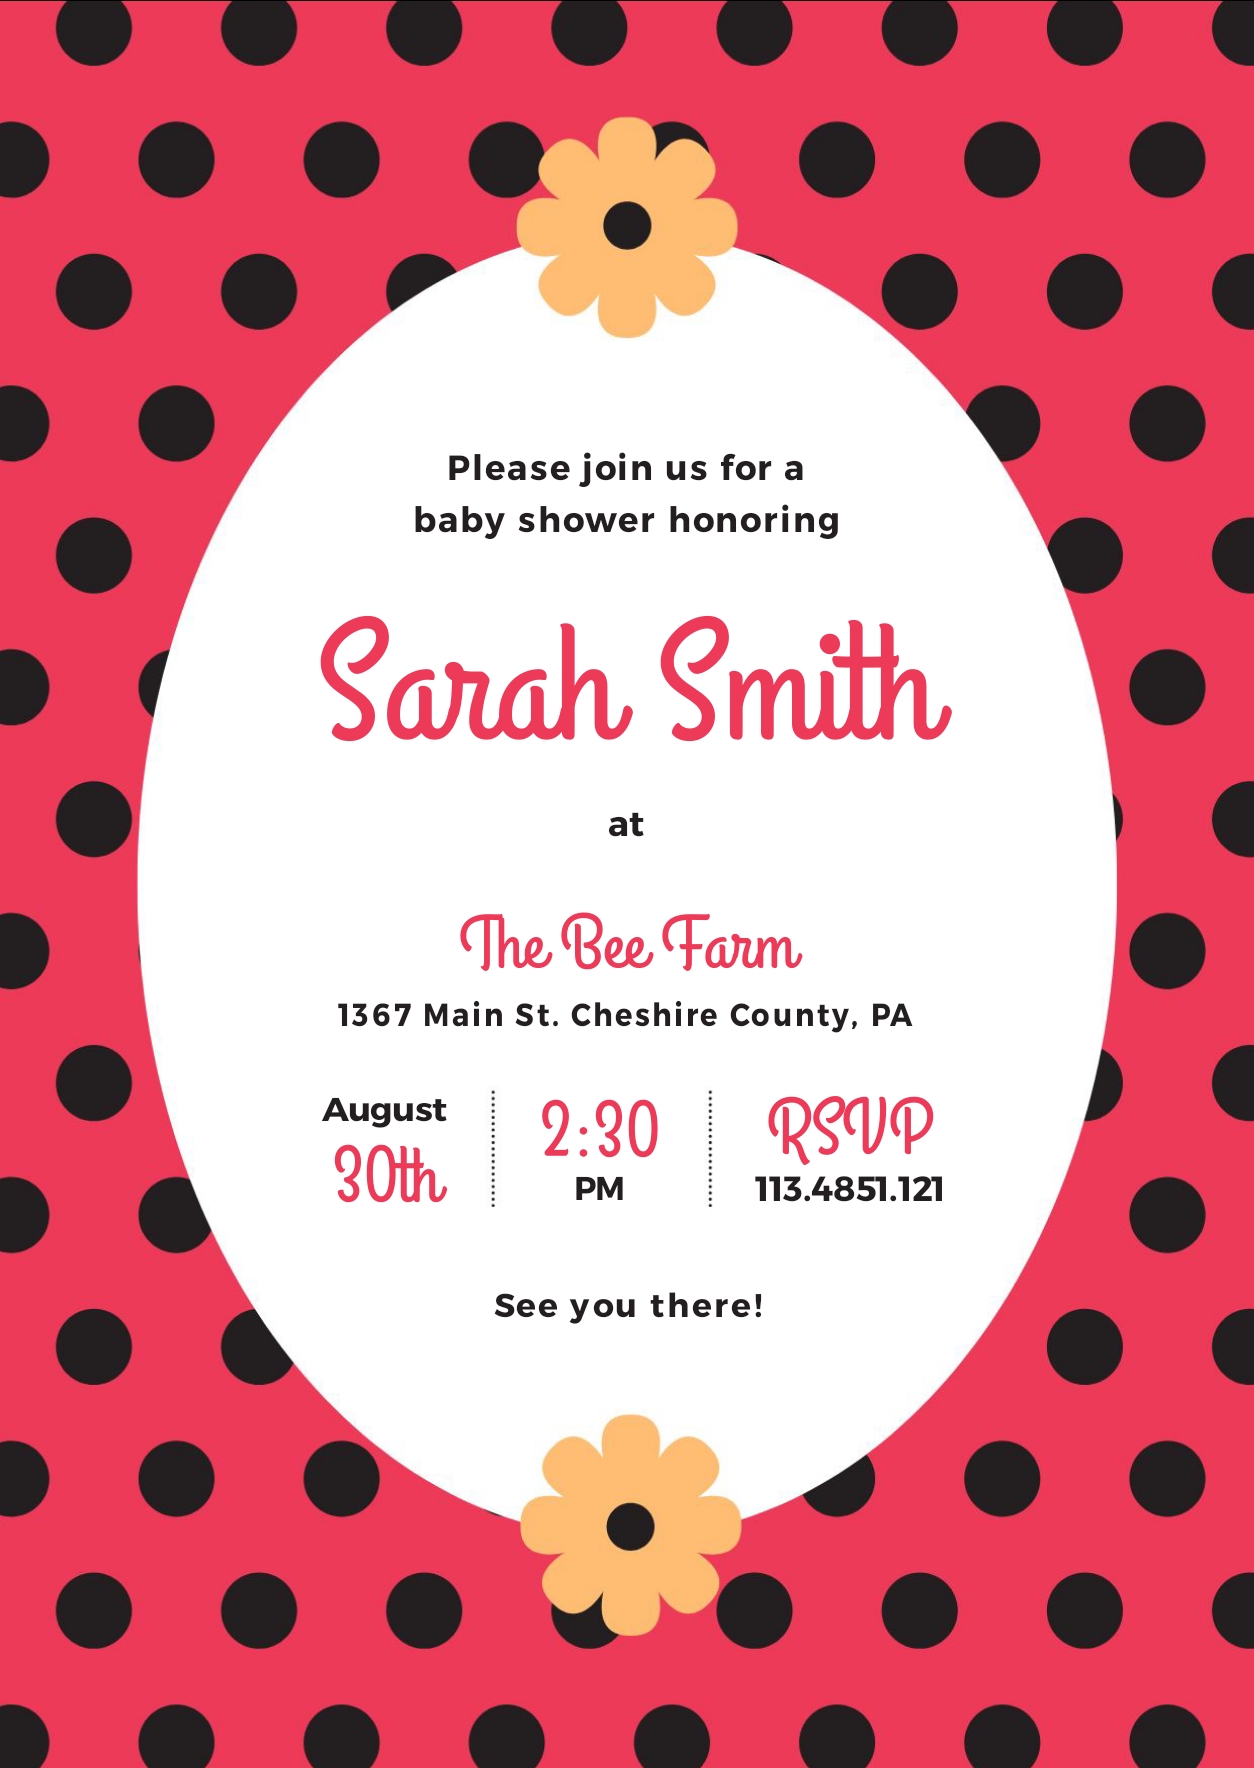 Please join us for a
baby shower honoring
Sarah Smith
at
The Bee Farm
1367 Main St. Cheshire County, PA
August
30th
2:30
PM
RSVP
113.4851.121
See you there!